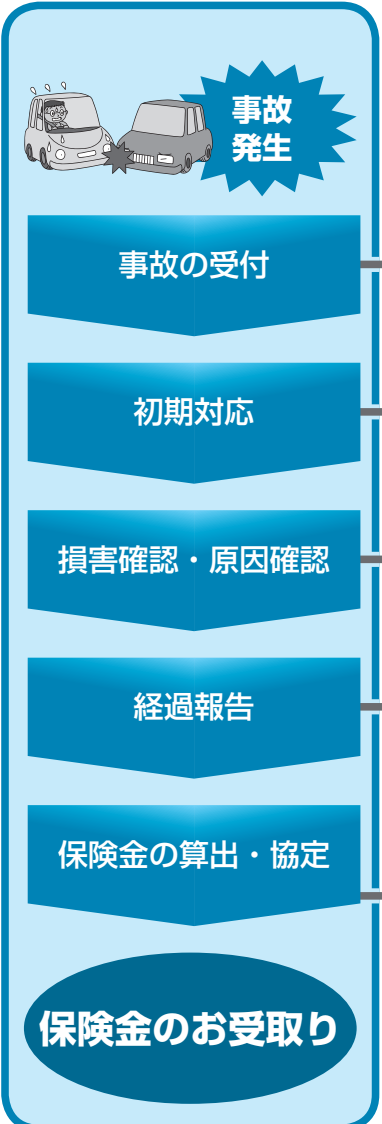 事故
発生
事故の受付
初期対応
損害確認・原因確認
経過報告
保険金の算出・協定
保険金のお受取り